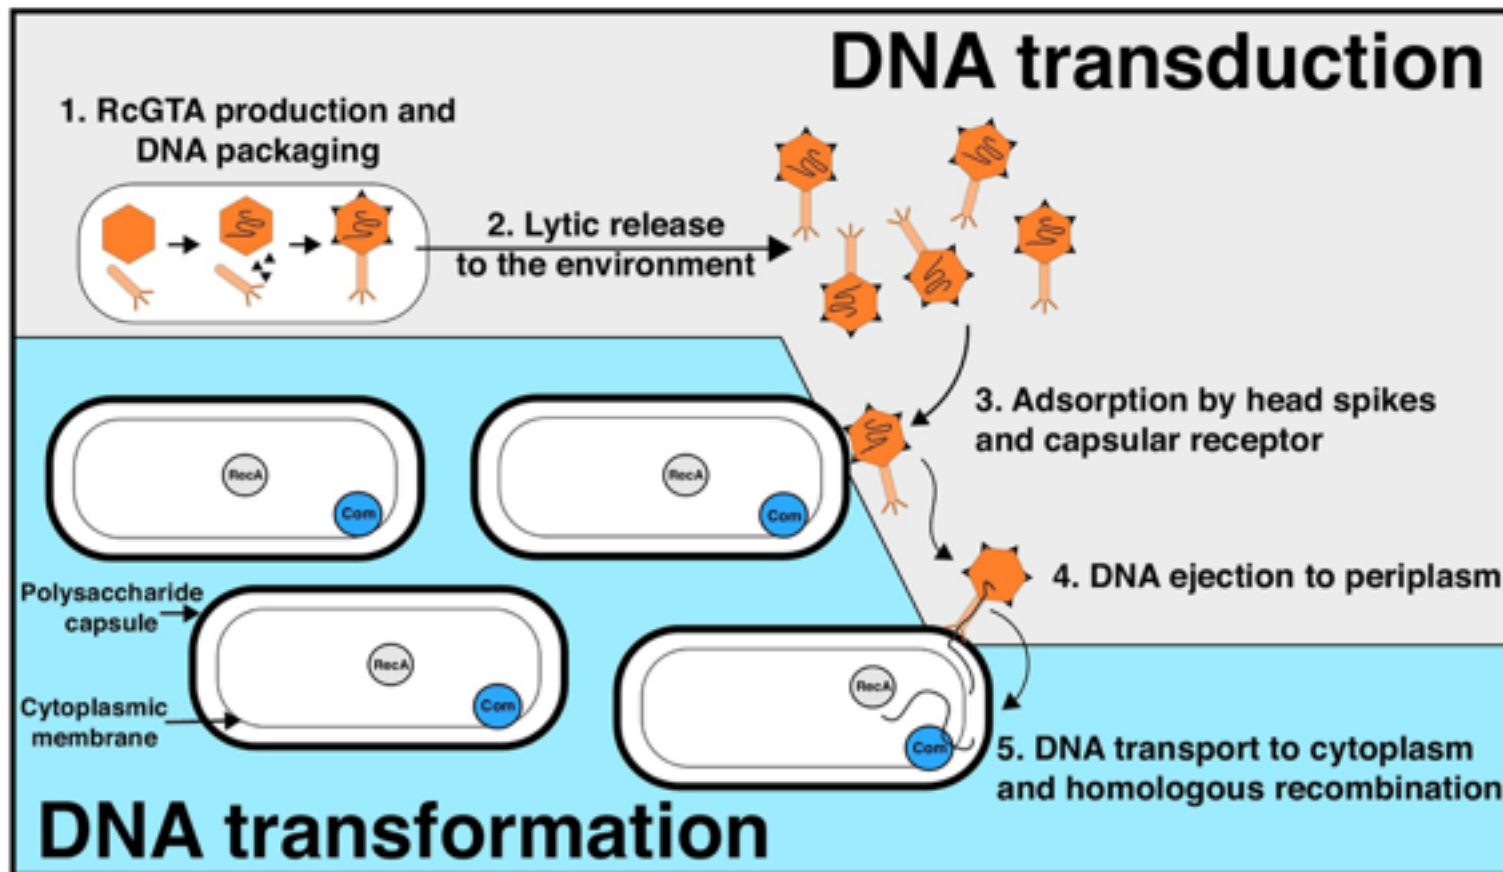 DNA transduction
1. RcGTA production and
DNA packaging
2. Lytic release
to the environment
3. Adsorption by head spikes
and capsular receptor
RecA
Com
RecA
Com
4. DNA ejection to periplasm
Polysaccharide
capsule
RecA
Com
Cytoplasmic
membrane
RecA
Com
5. DNA transport to cytoplasm
and homologous recombination
DNA transformation